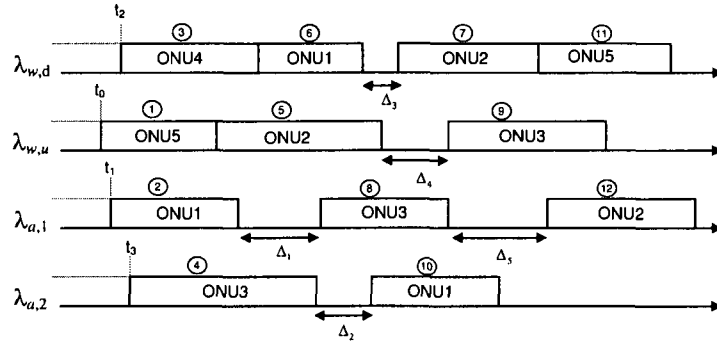 t₂ ③ ⑥ ⑦ ⑪
λw,d ONU4 ONU1 ONU2 ONU5
Δ₃
t₀ ① ⑤ ⑨
λw,u ONU5 ONU2 ONU3
Δ₄
t₁ ② ⑧ ⑫
λa,1 ONU1 ONU3 ONU2
Δ₁ Δ₅
t₃ ④ ⑩
λa,2 ONU3 ONU1
Δ₂